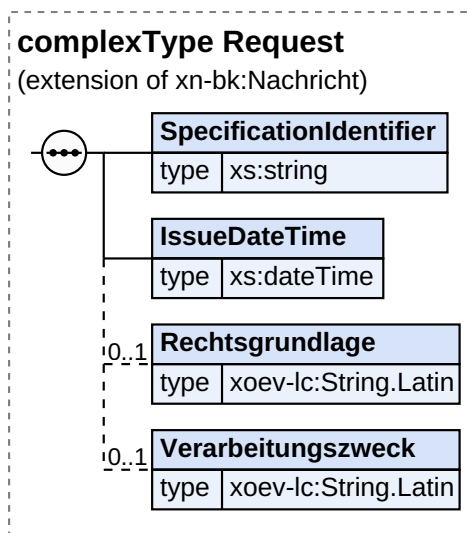 complexType Request
(extension of xn-bk:Nachricht)
SpecificationIdentifier
type xs:string
IssueDateTime
type xs:dateTime
0..1
Rechtsgrundlage
type xoev-lc:String.Latin
0..1
Verarbeitungszweck
type xoev-lc:String.Latin